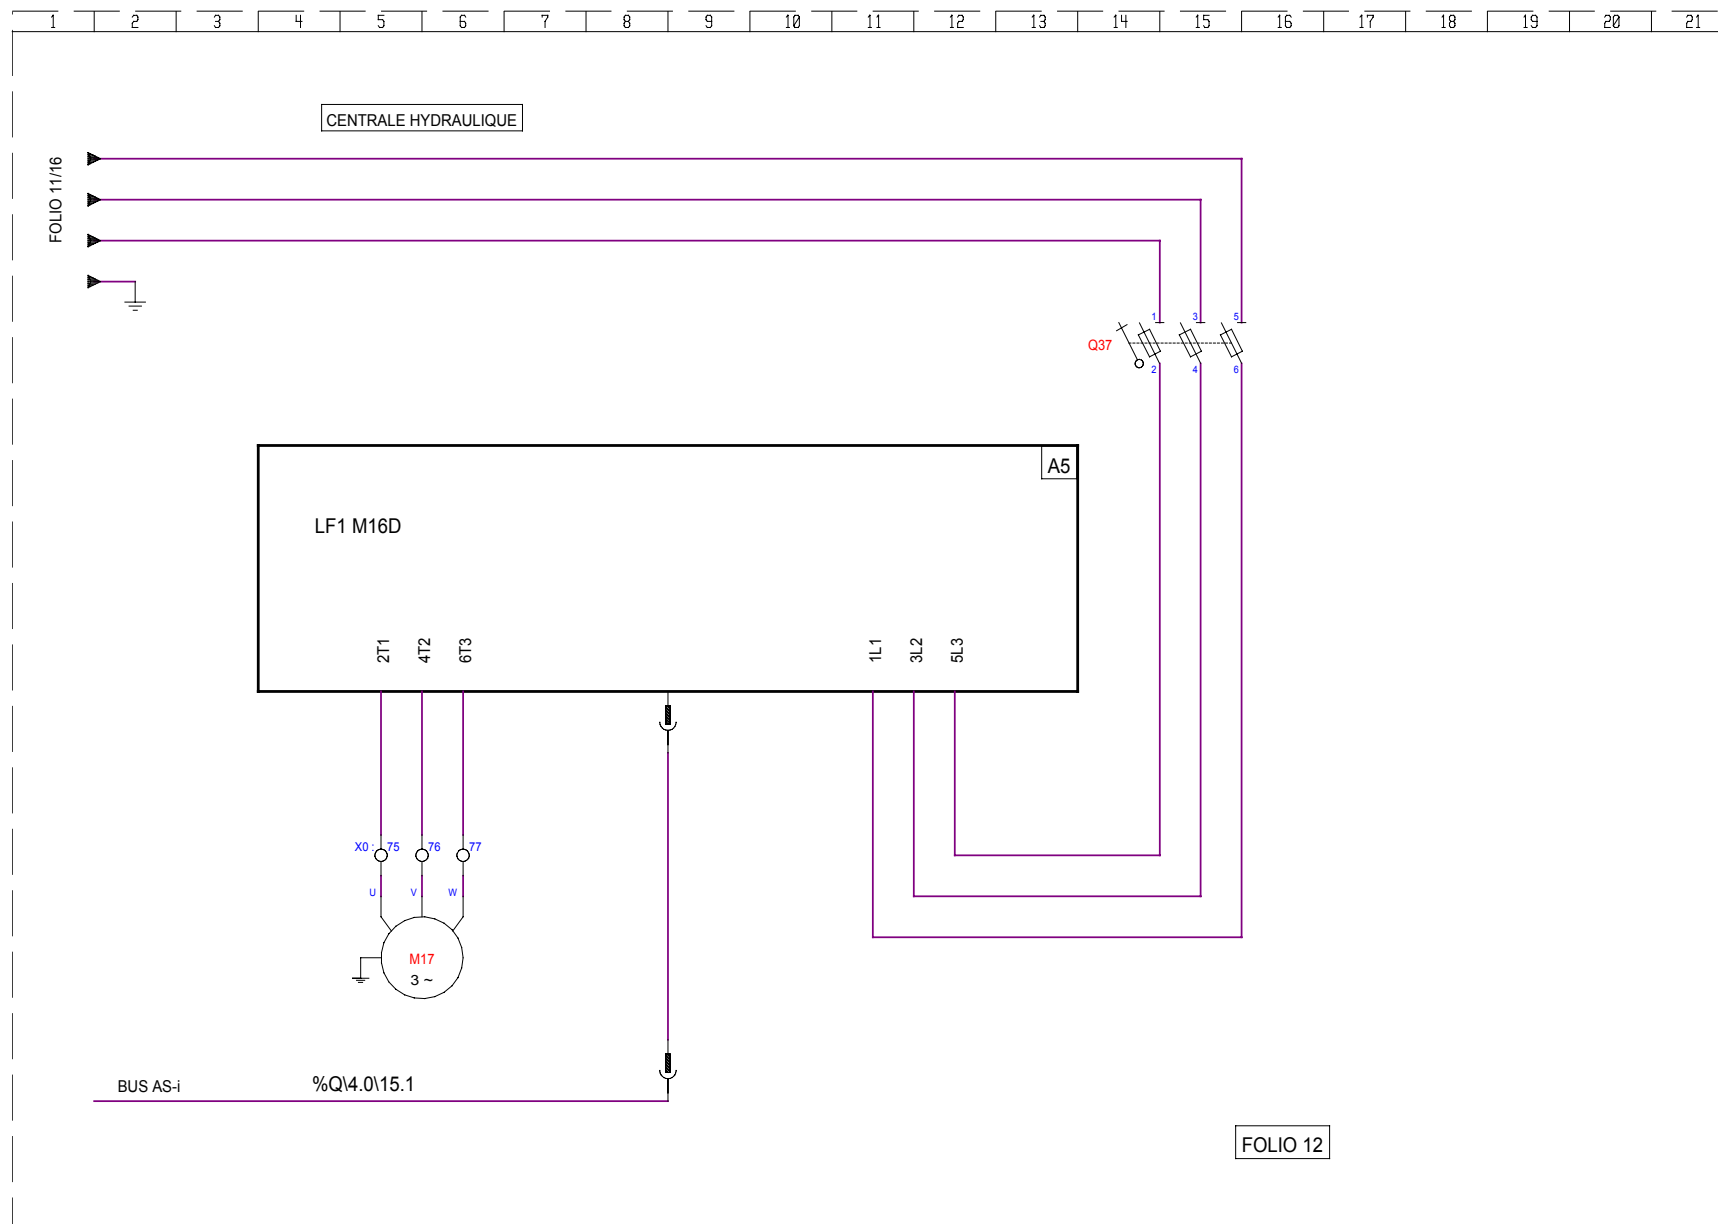 1 2 3 4 5 6 7 8 9 10 11 12 13 14 15 16 17 18 19 20 21
CENTRALE HYDRAULIQUE
FOLIO 11/16
1 3 5
Q37
2 4 6
A5
LF1 M16D
2T1 4T2 6T3 1L1 3L2 5L3
X0 : 75 76 77
U V W
M17
3 ~
BUS AS-i %Q\4.0\15.1
FOLIO 12